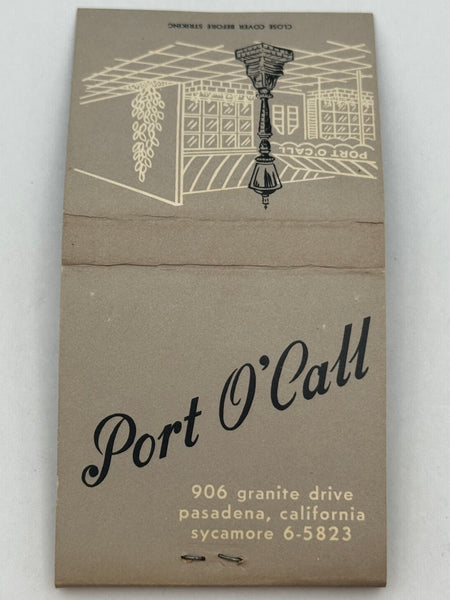 CLOSE COVER BEFORE STRIKING
PORT O'CALL
Port O'Call
906 granite drive
pasadena, california
sycamore 6-5823